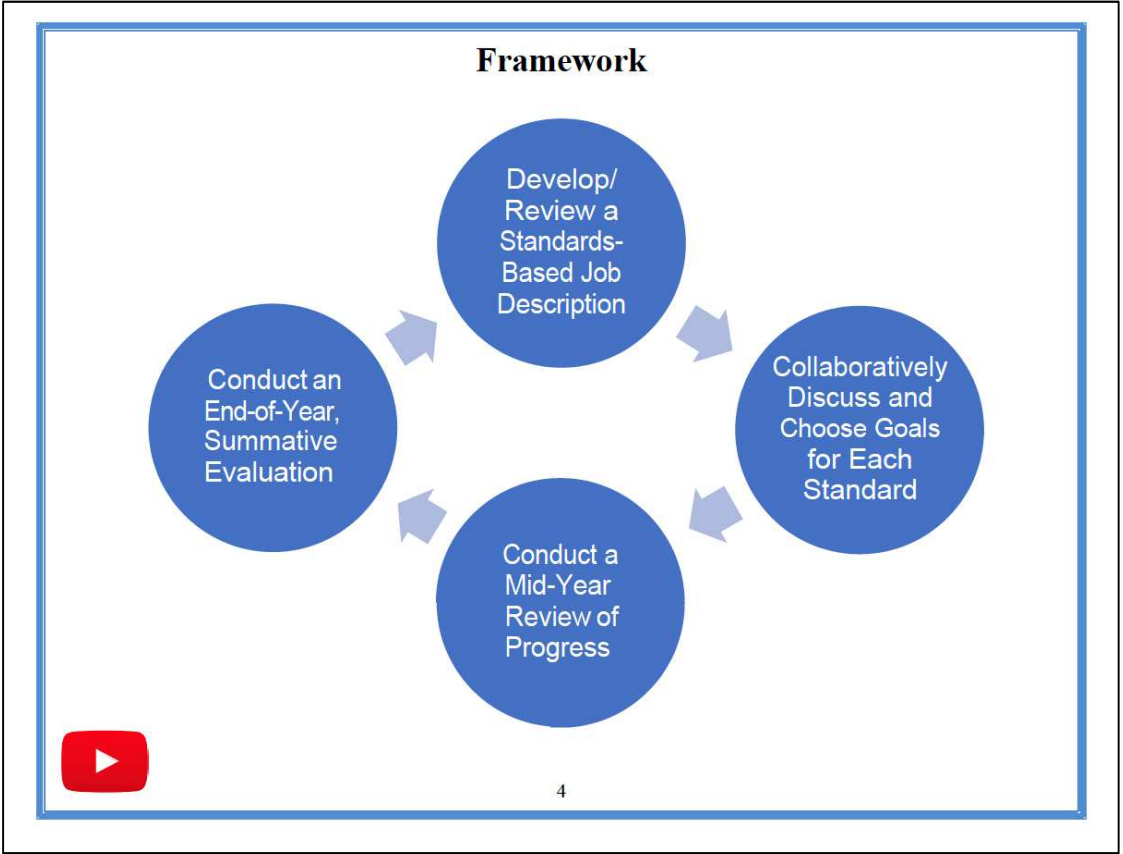 Framework
Develop/
Review a
Standards-
Based Job
Description
Collaboratively
Discuss and
Choose Goals
for Each
Standard
Conduct a
Mid-Year
Review of
Progress
Conduct an
End-of-Year,
Summative
Evaluation
4